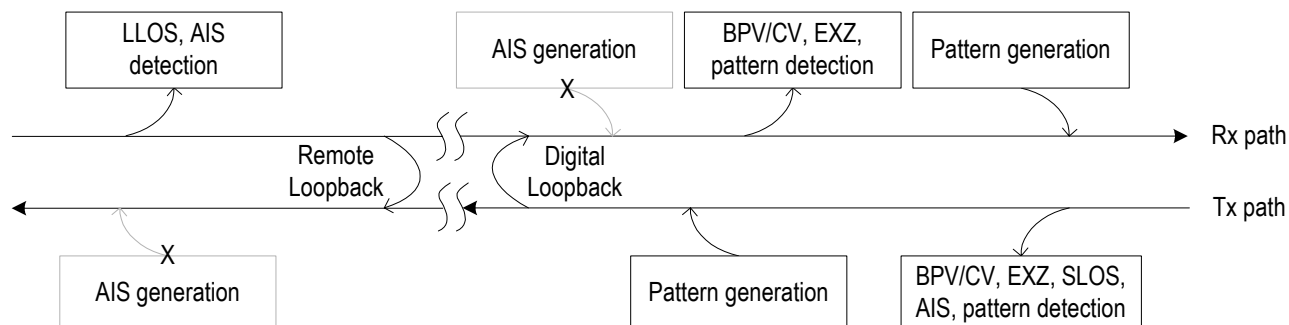 LLOS, AIS
detection
AIS generation
BPV/CV, EXZ,
pattern detection
Pattern generation
X
Rx path
Remote
Loopback
Digital
Loopback
Tx path
X
AIS generation
Pattern generation
BPV/CV, EXZ, SLOS,
AIS, pattern detection